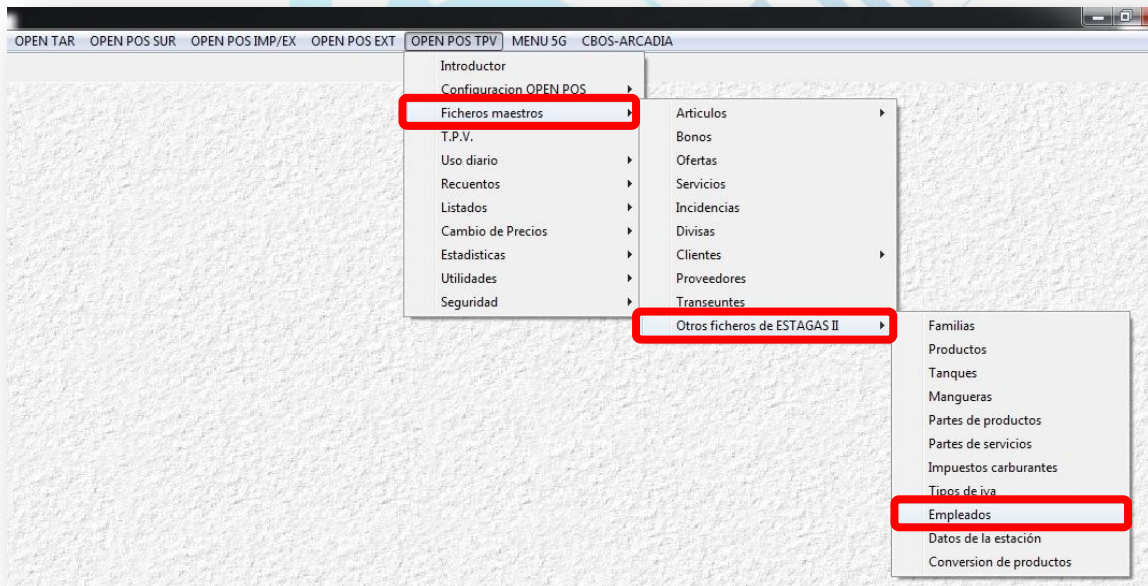 OPEN TAR OPEN POS SUR OPEN POS IMP/EX OPEN POS EXT OPEN POS TPV MENU 5G CBOS-ARCADIA
Introductor
Configuracion OPEN POS
Ficheros maestros
T.P.V.
Uso diario
Recuentos
Listados
Cambio de Precios
Estadisticas
Utilidades
Seguridad
Articulos
Bonos
Ofertas
Servicios
Incidencias
Divisas
Clientes
Proveedores
Transeuntes
Otros ficheros de ESTAGAS II
Familias
Productos
Tanques
Mangueras
Partes de productos
Partes de servicios
Impuestos carburantes
Tipos de iva
Empleados
Datos de la estación
Conversion de productos